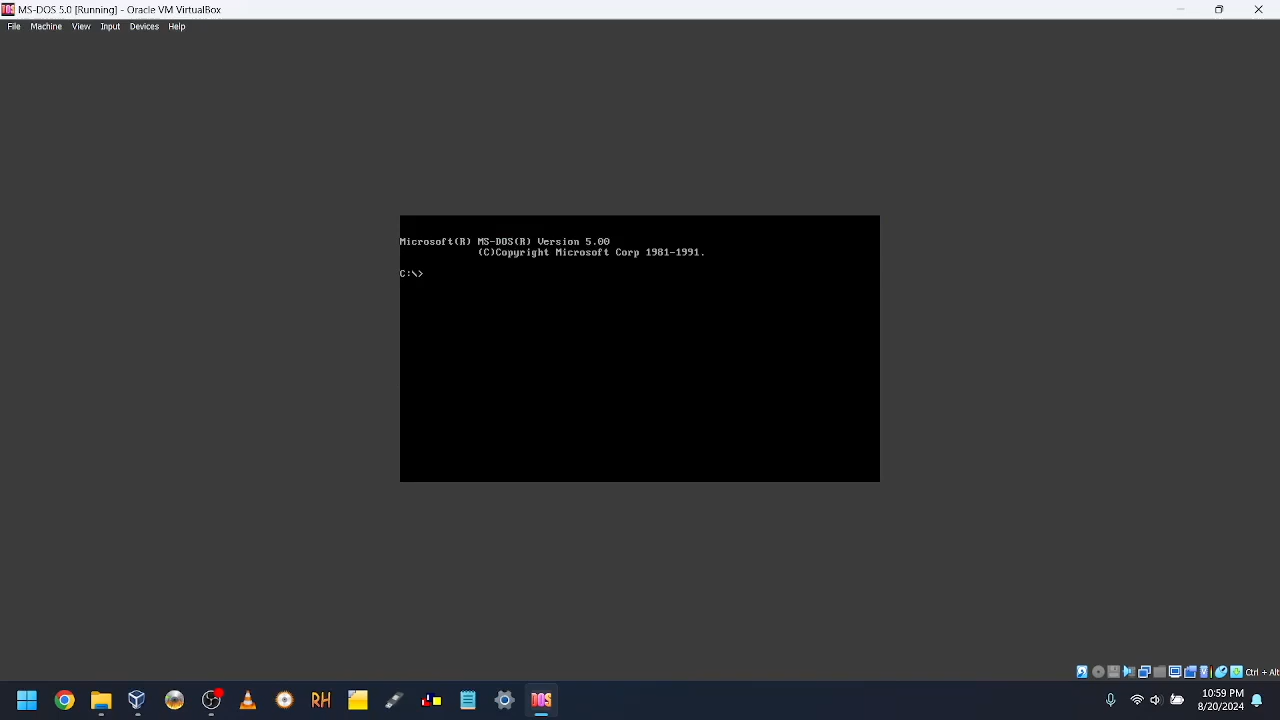 DOS MS-DOS 5.0 [Running] - Oracle VM VirtualBox
File Machine View Input Devices Help
Microsoft(R) MS-DOS(R) Version 5.00
(C)Copyright Microsoft Corp 1981-1991.
C:\>
Ctrl + Alt
RH
DOS
10:59 PM
8/20/2024